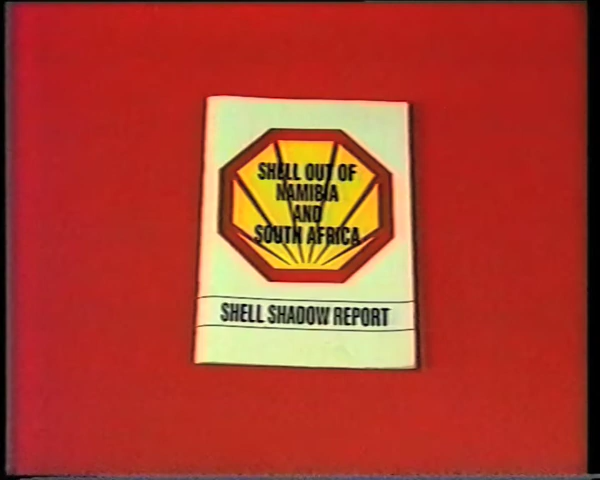 SHELL OUT OF
NAMIBIA
AND
SOUTH AFRICA
SHELL SHADOW REPORT